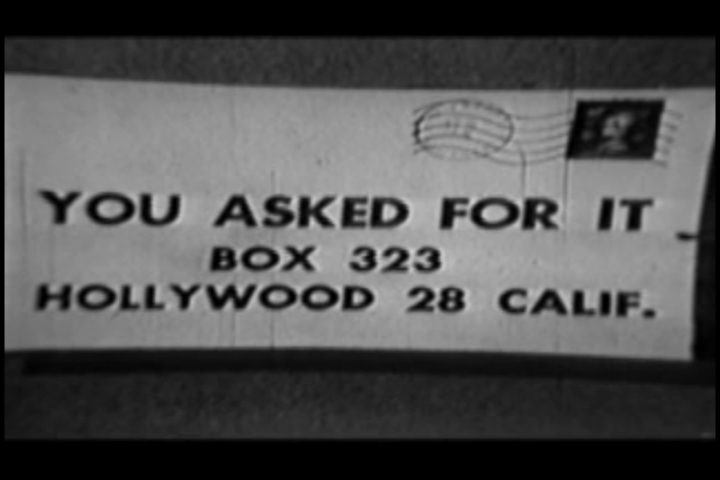 YOU ASKED FOR IT
BOX 323
HOLLYWOOD 28 CALIF.